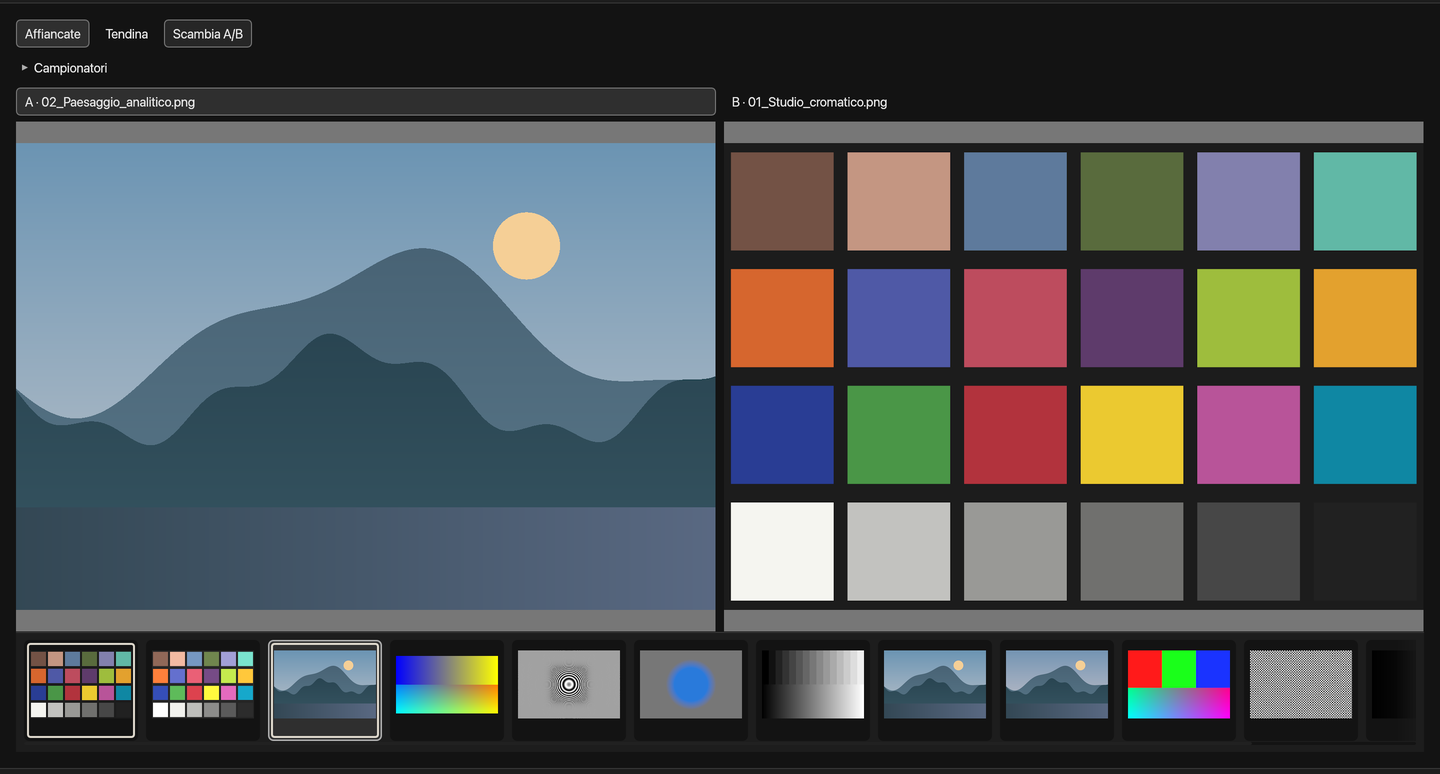 Affiancate Tendina Scambia A/B
Campionatori
A · 02_Paesaggio_analitico.png B · 01_Studio_cromatico.png